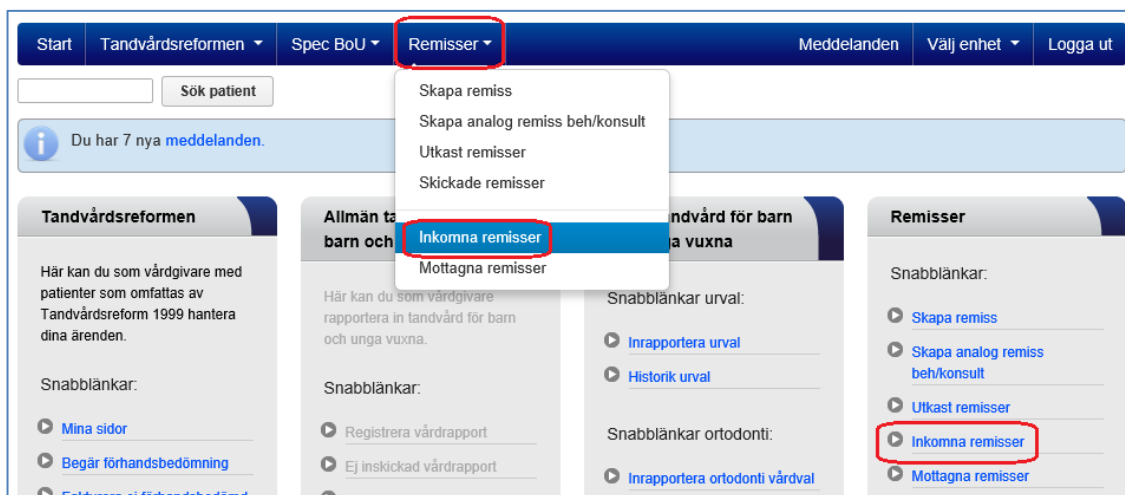 Start Tandvårdsreformen Spec BoU Remisser Meddelanden Välj enhet Logga ut
Sök patient
Du har 7 nya meddelanden.
Skapa remiss
Skapa analog remiss beh/konsult
Utkast remisser
Skickade remisser
Inkomna remisser
Mottagna remisser
Tandvårdsreformen
Här kan du som vårdgivare med
patienter som omfattas av
Tandvårdsreform 1999 hantera
dina ärenden.
Snabblänkar:
Mina sidor
Begär förhandsbedömning
Allmän
barn och
Här kan du som vårdgivare
rapportera in tandvård för barn
och unga vuxna.
Snabblänkar:
Registrera vårdrapport
Ej inskickad vårdrapport
för barn
vuxna
Snabblänkar urval:
Inrapportera urval
Historik urval
Snabblänkar ortodonti:
Inrapportera ortodonti vårdval
Remisser
Snabblänkar:
Skapa remiss
Skapa analog remiss
beh/konsult
Utkast remisser
Inkomna remisser
Mottagna remisser